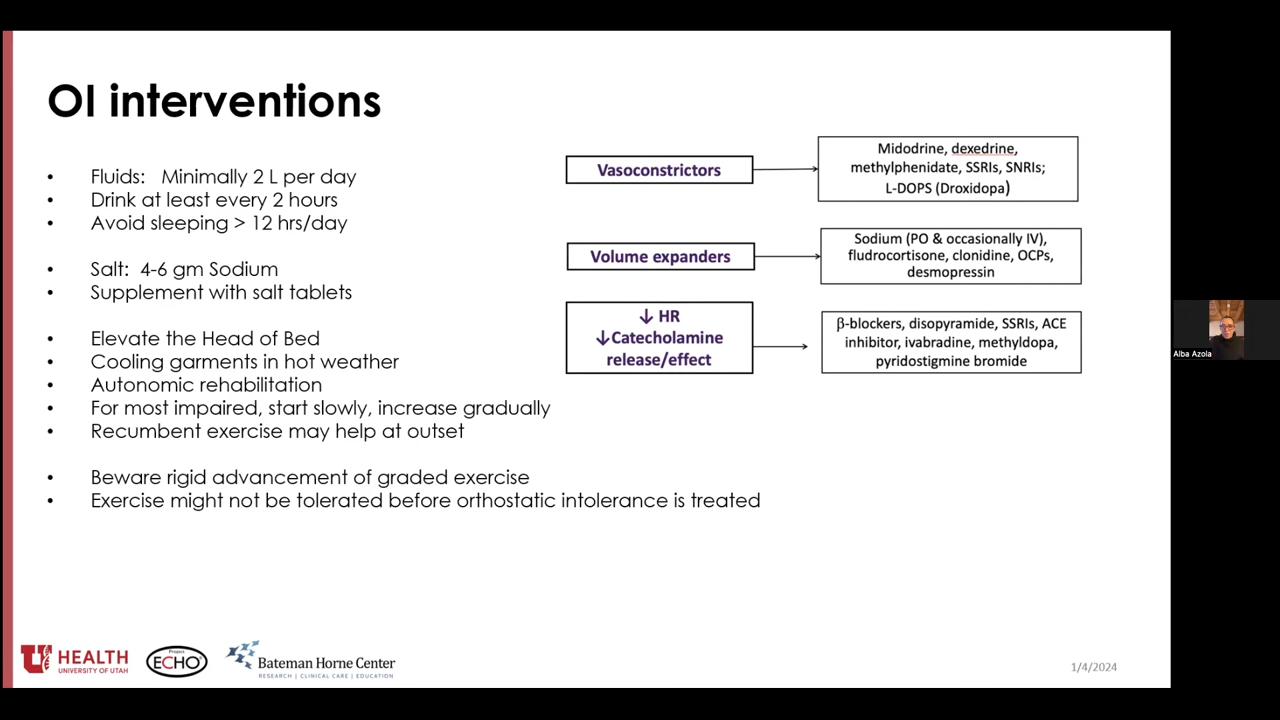 OI interventions
• Fluids: Minimally 2 L per day
• Drink at least every 2 hours
• Avoid sleeping > 12 hrs/day
• Salt: 4-6 gm Sodium
• Supplement with salt tablets
• Elevate the Head of Bed
• Cooling garments in hot weather
• Autonomic rehabilitation
• For most impaired, start slowly, increase gradually
• Recumbent exercise may help at outset
• Beware rigid advancement of graded exercise
• Exercise might not be tolerated before orthostatic intolerance is treated
Vasoconstrictors
Midodrine, dexedrine,
methylphenidate, SSRIs, SNRIs;
L-DOPS (Droxidopa)
Volume expanders
Sodium (PO & occasionally IV),
fludrocortisone, clonidine, OCPs,
desmopressin
↓ HR
↓Catecholamine
release/effect
β-blockers, disopyramide, SSRIs, ACE
inhibitor, ivabradine, methyldopa,
pyridostigmine bromide
Alba Azola
U HEALTH
UNIVERSITY OF UTAH
Project
ECHO
Bateman Horne Center
RESEARCH | CLINICAL CARE | EDUCATION
1/4/2024